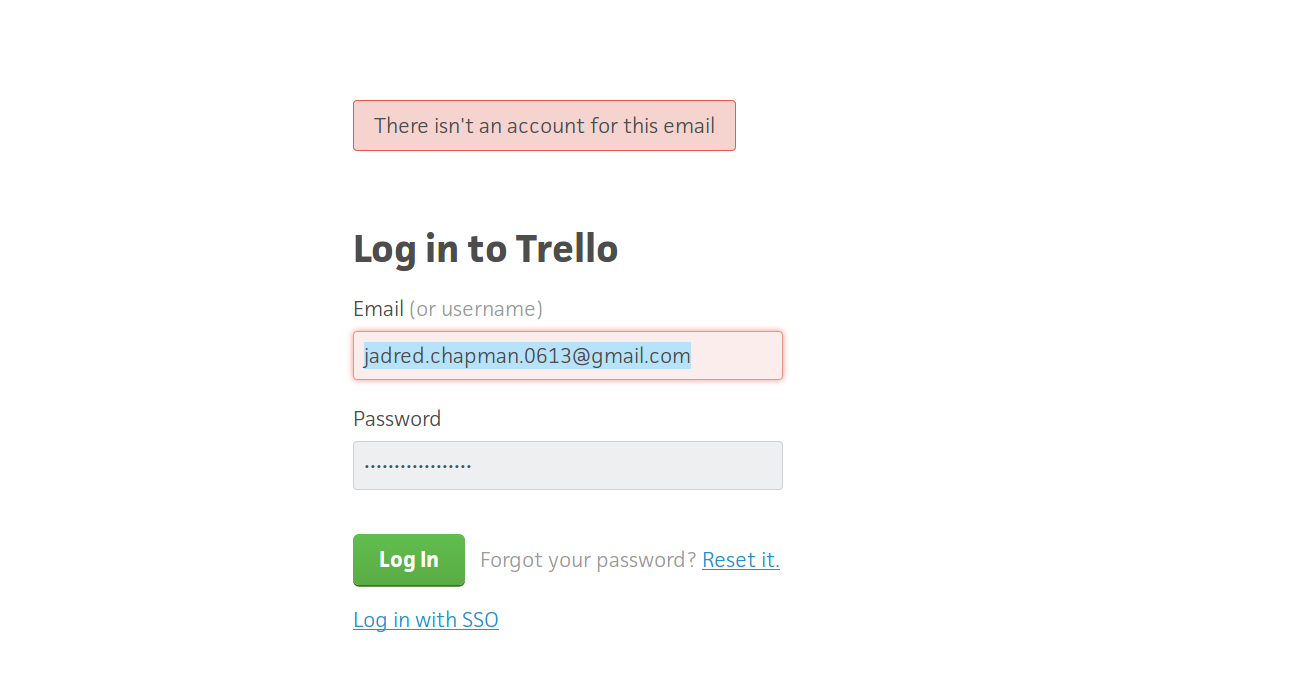 There isn't an account for this email
Log in to Trello
Email (or username)
jadred.chapman.0613@gmail.com
Password
••••••••••••••••••
Log In Forgot your password? Reset it.
Log in with SSO